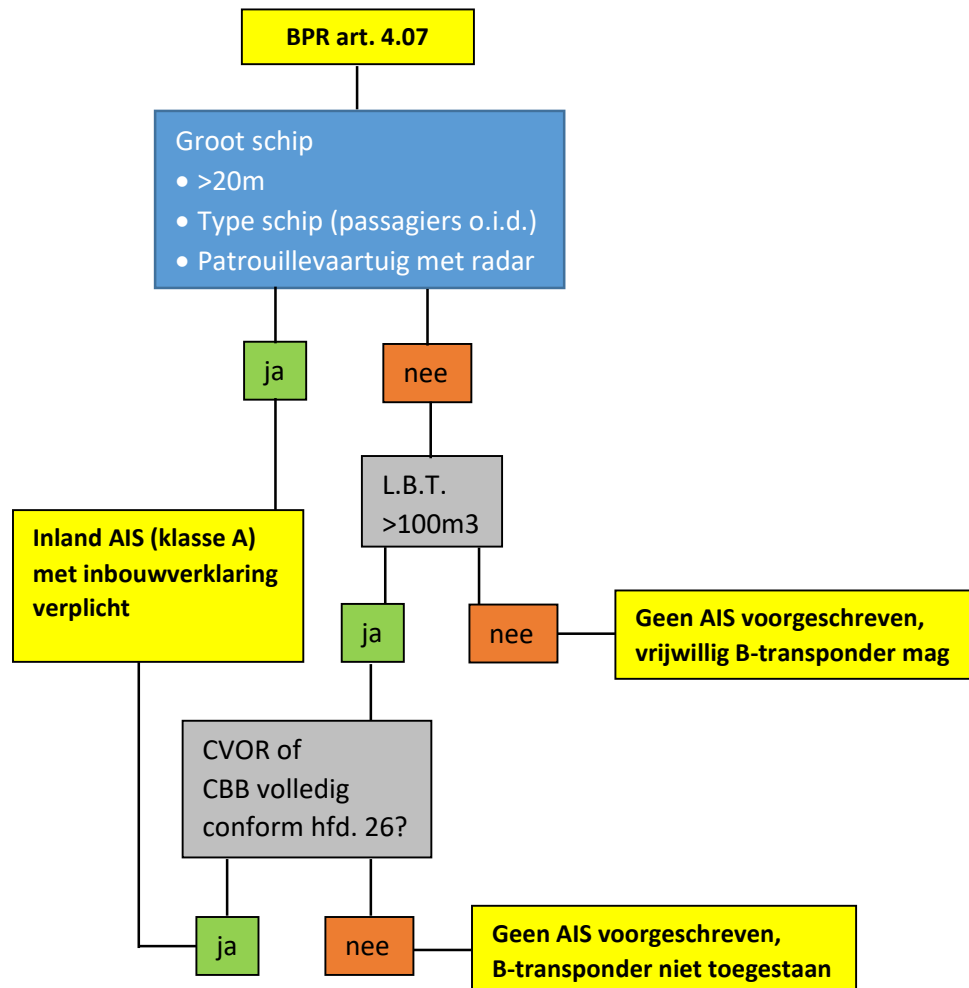 BPR art. 4.07
Groot schip
• >20m
• Type schip (passagiers o.i.d.)
• Patrouillevaartuig met radar
ja
nee
L.B.T.
>100m3
Inland AIS (klasse A)
met inbouwverklaring
verplicht
ja
nee
Geen AIS voorgeschreven,
vrijwillig B-transponder mag
CVOR of
CBB volledig
conform hfd. 26?
ja
nee
Geen AIS voorgeschreven,
B-transponder niet toegestaan